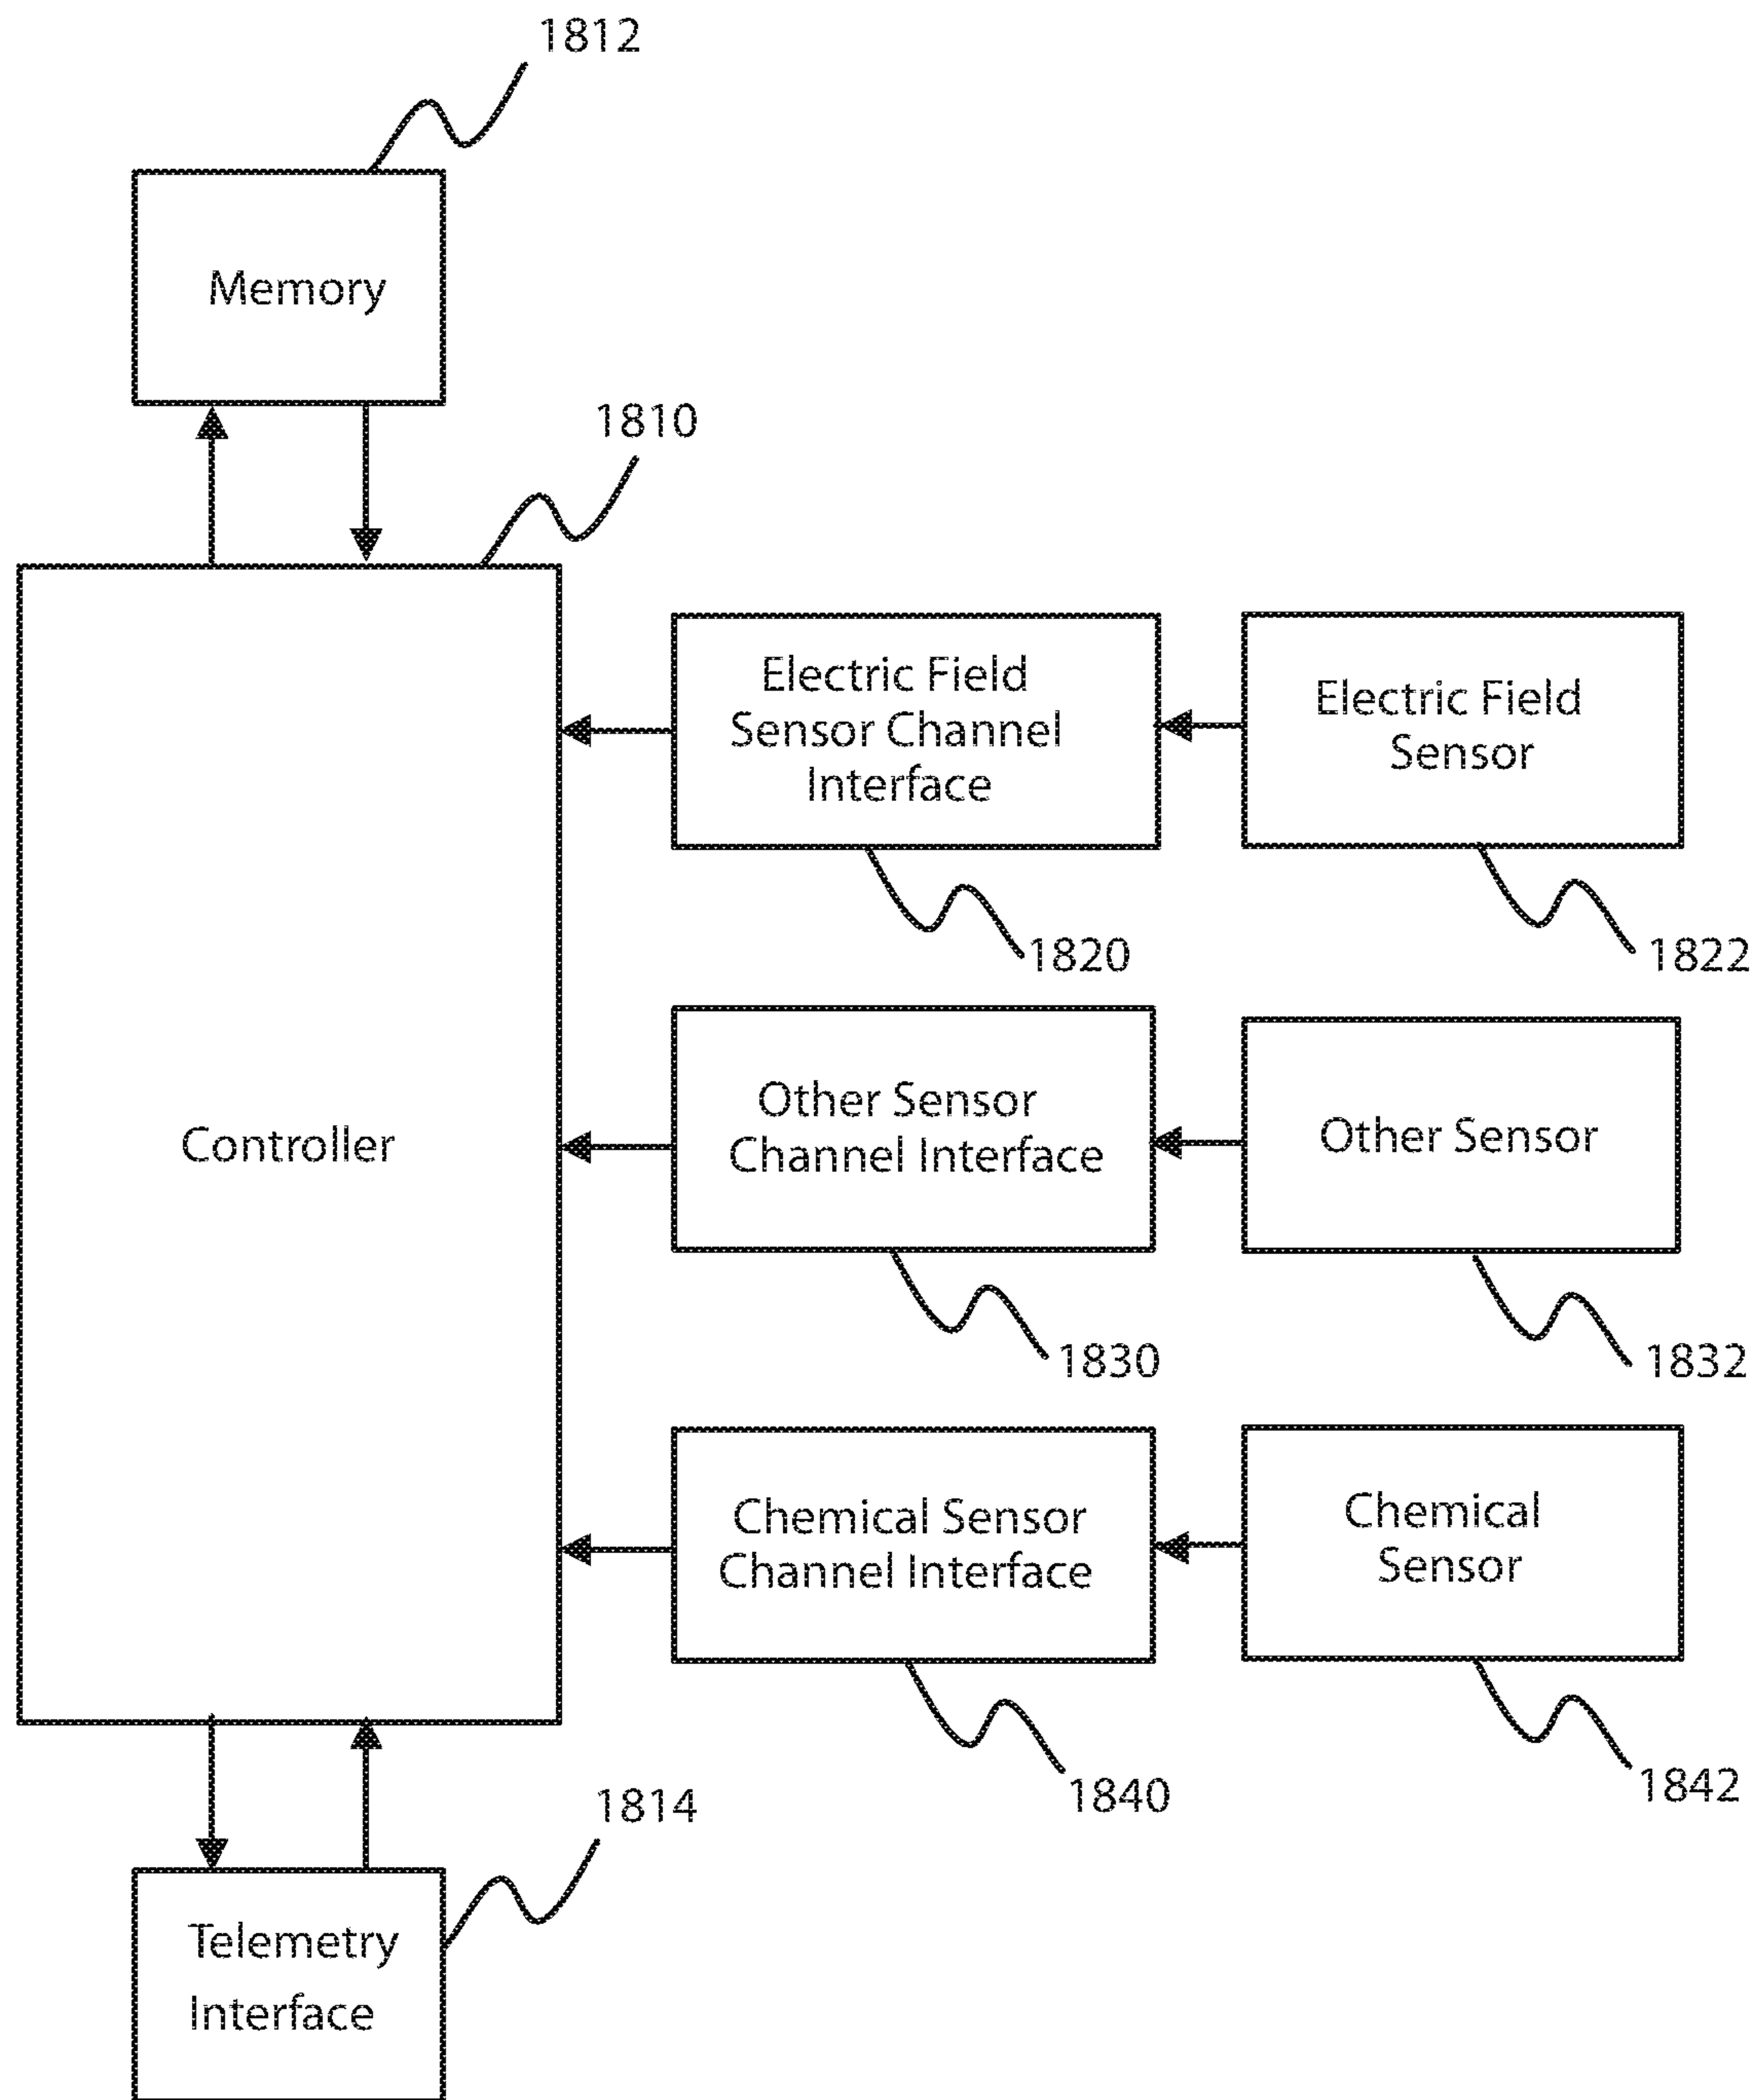 1812
Memory
1810
Electric Field
Sensor Channel
Interface
Electric Field
Sensor
1820
1822
Controller
Other Sensor
Channel Interface
Other Sensor
1830
1832
Chemical Sensor
Channel Interface
Chemical
Sensor
1840
1842
1814
Telemetry
Interface